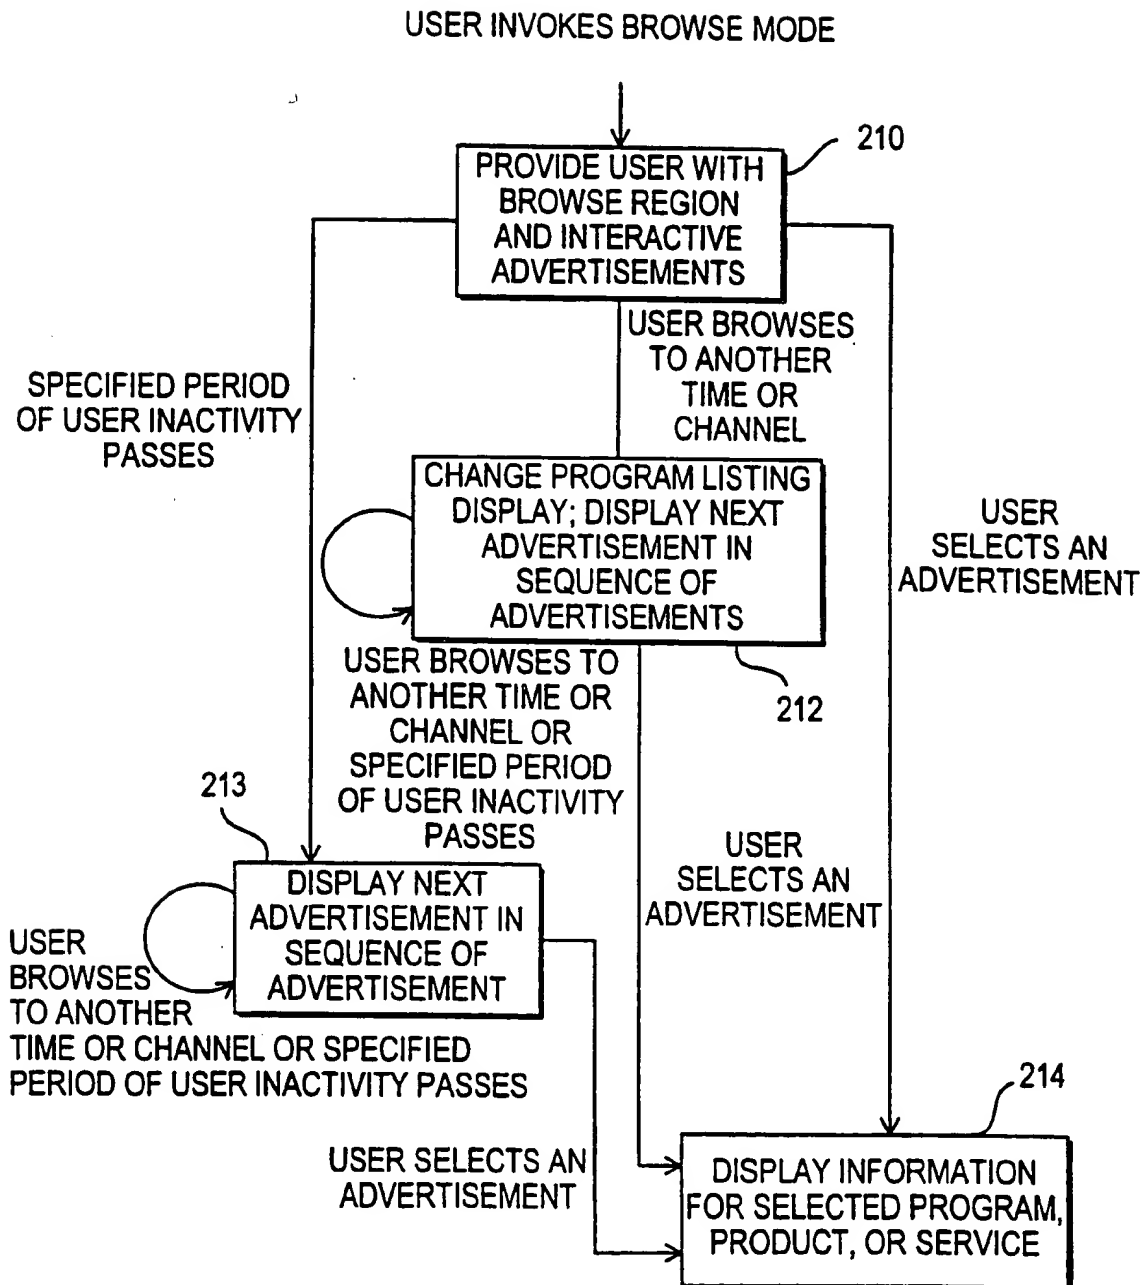 USER INVOKES BROWSE MODE
210
PROVIDE USER WITH
BROWSE REGION
AND INTERACTIVE
ADVERTISEMENTS
USER BROWSES
TO ANOTHER
TIME OR
CHANNEL
SPECIFIED PERIOD
OF USER INACTIVITY
PASSES
CHANGE PROGRAM LISTING
DISPLAY; DISPLAY NEXT
ADVERTISEMENT IN
SEQUENCE OF
ADVERTISEMENTS
USER
SELECTS AN
ADVERTISEMENT
212
USER BROWSES TO
ANOTHER TIME OR
CHANNEL OR
SPECIFIED PERIOD
OF USER INACTIVITY
PASSES
213
USER
SELECTS AN
ADVERTISEMENT
DISPLAY NEXT
ADVERTISEMENT IN
SEQUENCE OF
ADVERTISEMENT
USER
BROWSES
TO ANOTHER
TIME OR CHANNEL OR SPECIFIED
PERIOD OF USER INACTIVITY PASSES
214
USER SELECTS AN
ADVERTISEMENT
DISPLAY INFORMATION
FOR SELECTED PROGRAM,
PRODUCT, OR SERVICE